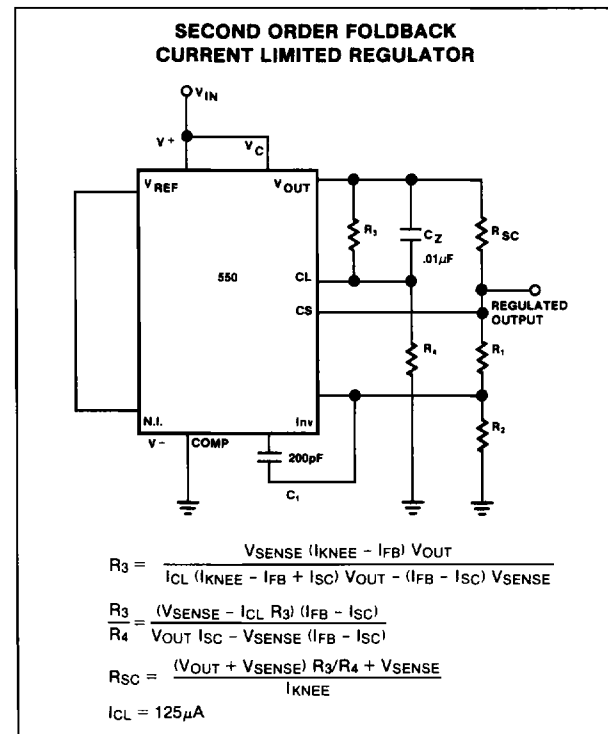 SECOND ORDER FOLDBACK
CURRENT LIMITED REGULATOR
VIN
V+
VC
VREF
VOUT
R3
CZ
.01µF
RSC
550
CL
CS
REGULATED
OUTPUT
R4
R1
N.I.
Inv
R2
V−
COMP
200pF
C1
R3 = VSENSE (IKNEE − IFB) VOUT / ICL (IKNEE − IFB + ISC) VOUT − (IFB − ISC) VSENSE
R3/R4 = (VSENSE − ICL R3) (IFB − ISC) / VOUT ISC − VSENSE (IFB − ISC)
RSC = (VOUT + VSENSE) R3/R4 + VSENSE / IKNEE
ICL = 125µA